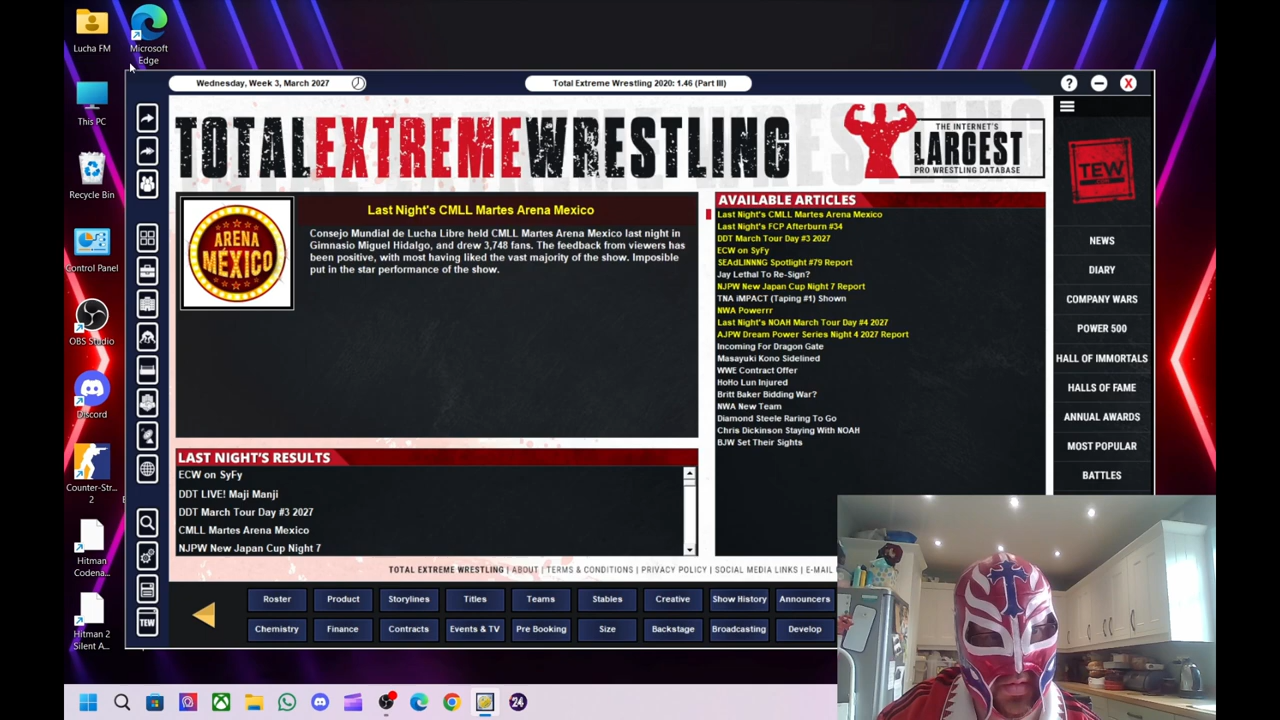 Lucha FM
Microsoft
Edge
This PC
Recycle Bin
Control Panel
OBS Studio
Discord
Counter-Str...
2
Hitman
Codena...
Hitman 2
Silent A...
Wednesday, Week 3, March 2027
Total Extreme Wrestling 2020: 1.46 (Part III)
?
X
TOTALEXTREMEWRESTLING
THE INTERNET'S
LARGEST
PRO WRESTLING DATABASE
ARENA
MÉXICO
Last Night's CMLL Martes Arena Mexico
Consejo Mundial de Lucha Libre held CMLL Martes Arena Mexico last night in
Gimnasio Miguel Hidalgo, and drew 3,748 fans. The feedback from viewers has
been positive, with most having liked the vast majority of the show. Imposible
put in the star performance of the show.
AVAILABLE ARTICLES
Last Night's CMLL Martes Arena Mexico
Last Night's FCP Afterburn #34
DDT March Tour Day #3 2027
ECW on SyFy
SEAdLINNNG Spotlight #79 Report
Jay Lethal To Re-Sign?
NJPW New Japan Cup Night 7 Report
TNA iMPACT (Taping #1) Shown
NWA Powerrr
Last Night's NOAH March Tour Day #4 2027
AJPW Dream Power Series Night 4 2027 Report
Incoming For Dragon Gate
Masayuki Kono Sidelined
WWE Contract Offer
HoHo Lun Injured
Britt Baker Bidding War?
NWA New Team
Diamond Steele Raring To Go
Chris Dickinson Staying With NOAH
BJW Set Their Sights
TEW
NEWS
DIARY
COMPANY WARS
POWER 500
HALL OF IMMORTALS
HALLS OF FAME
ANNUAL AWARDS
MOST POPULAR
BATTLES
LAST NIGHT'S RESULTS
ECW on SyFy
DDT LIVE! Maji Manji
DDT March Tour Day #3 2027
CMLL Martes Arena Mexico
NJPW New Japan Cup Night 7
TOTAL EXTREME WRESTLING | ABOUT | TERMS & CONDITIONS | PRIVACY POLICY | SOCIAL MEDIA LINKS | E-MAIL
TEW
Roster
Product
Storylines
Titles
Teams
Stables
Creative
Show History
Announcers
Chemistry
Finance
Contracts
Events & TV
Pre Booking
Size
Backstage
Broadcasting
Develop
24